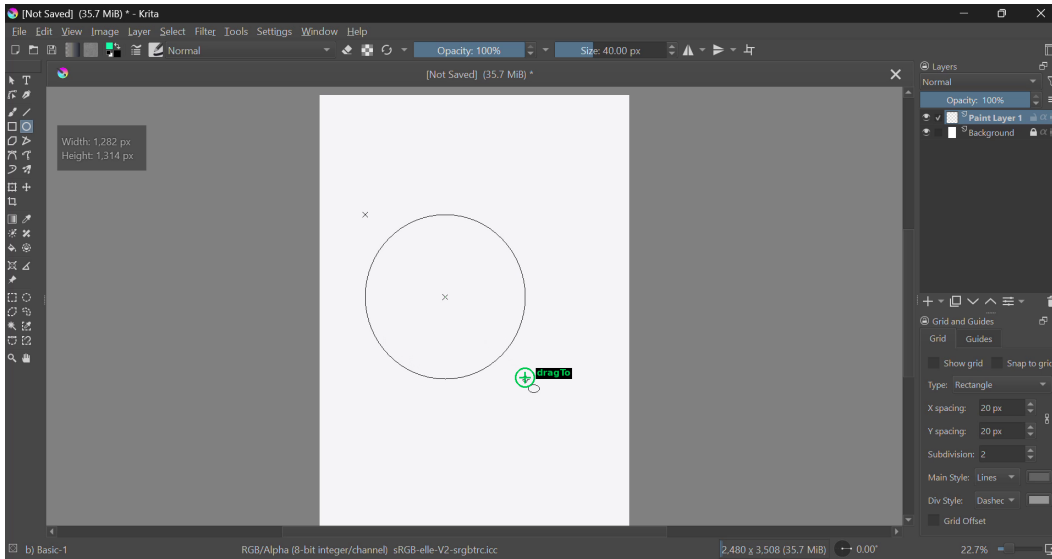 [Not Saved] (35.7 MiB) * - Krita
File Edit View Image Layer Select Filter Tools Settings Window Help
Normal
Opacity: 100%
Size: 40.00 px
[Not Saved] (35.7 MiB) *
Width: 1,282 px
Height: 1,314 px
dragTo
Layers
Normal
Opacity: 100%
Paint Layer 1
Background
Grid and Guides
Grid Guides
Show grid Snap to grid
Type: Rectangle
X spacing: 20 px
Y spacing: 20 px
Subdivision: 2
Main Style: Lines
Div Style: Dashec
Grid Offset
b) Basic-1
RGB/Alpha (8-bit integer/channel) sRGB-elle-V2-srgbtrc.icc
2,480 x 3,508 (35.7 MiB)
0.00°
22.7%